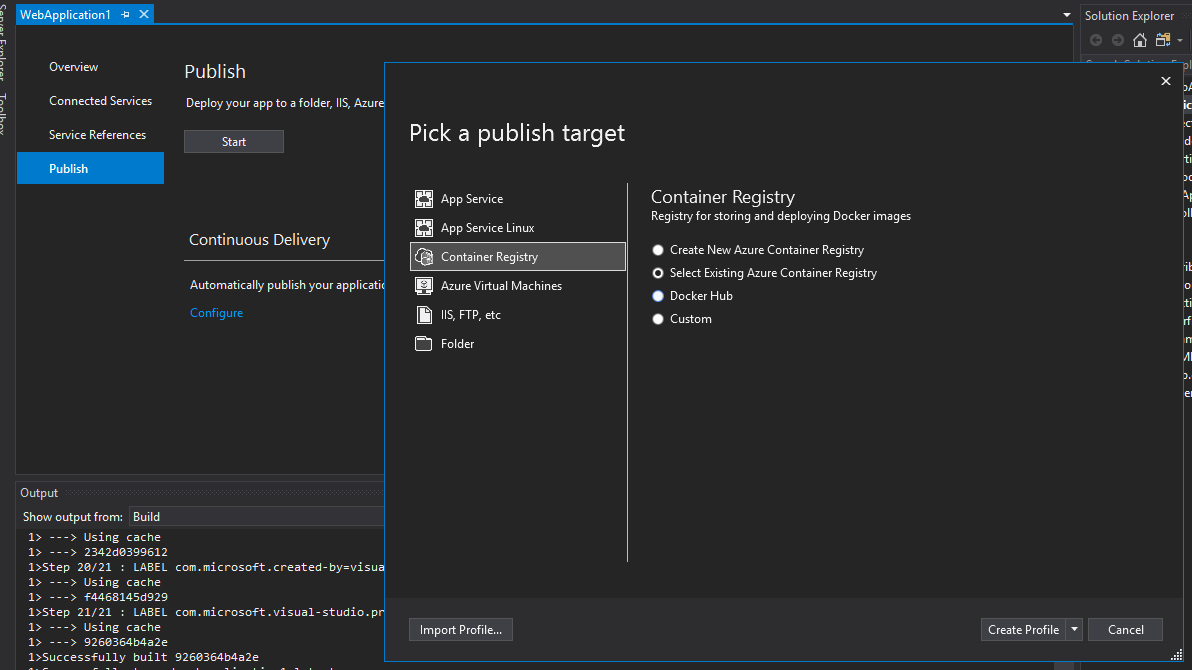 WebApplication1
Server Explorer
Toolbox
Overview
Connected Services
Service References
Publish
Publish
Deploy your app to a folder, IIS, Azure
Start
Continuous Delivery
Automatically publish your
Configure
Pick a publish target
App Service
App Service Linux
Container Registry
Azure Virtual Machines
IIS, FTP, etc
Folder
Container Registry
Registry for storing and deploying Docker images
Create New Azure Container Registry
Select Existing Azure Container Registry
Docker Hub
Custom
Import Profile...
Create Profile
Cancel
Solution Explorer
Output
Show output from: Build
1> ---> Using cache
1> ---> 2342d0399612
1>Step 20/21 : LABEL com.microsoft.created-by=visua
1> ---> Using cache
1> ---> f4468145d929
1>Step 21/21 : LABEL com.microsoft.visual-studio.pr
1> ---> Using cache
1> ---> 9260364b4a2e
1>Successfully built 9260364b4a2e